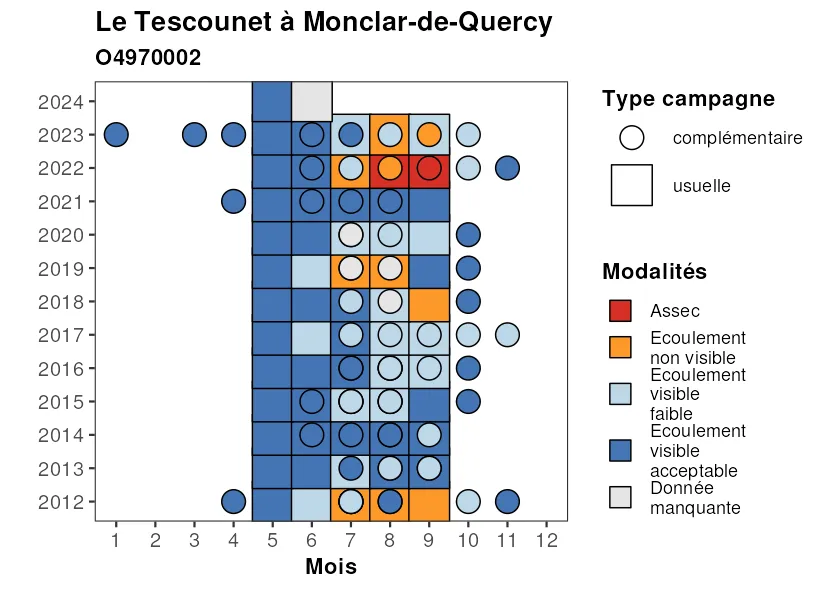 Le Tescounet à Monclar-de-Quercy
O4970002
2024
2023
2022
2021
2020
2019
2018
2017
2016
2015
2014
2013
2012
1 2 3 4 5 6 7 8 9 10 11 12
Mois
Type campagne
complémentaire
usuelle
Modalités
Assec
Ecoulement
non visible
Ecoulement
visible
faible
Ecoulement
visible
acceptable
Donnée
manquante